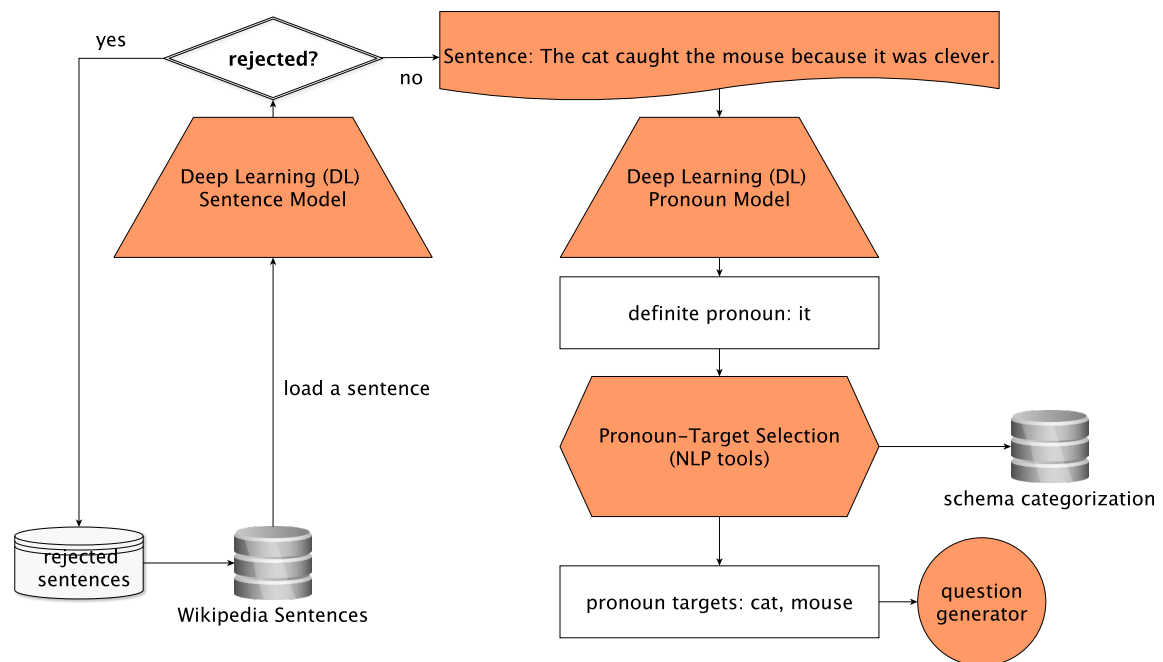 yes
rejected?
no
Sentence: The cat caught the mouse because it was clever.
Deep Learning (DL)
Sentence Model
Deep Learning (DL)
Pronoun Model
definite pronoun: it
load a sentence
Pronoun-Target Selection
(NLP tools)
schema categorization
rejected
sentences
Wikipedia Sentences
pronoun targets: cat, mouse
question
generator